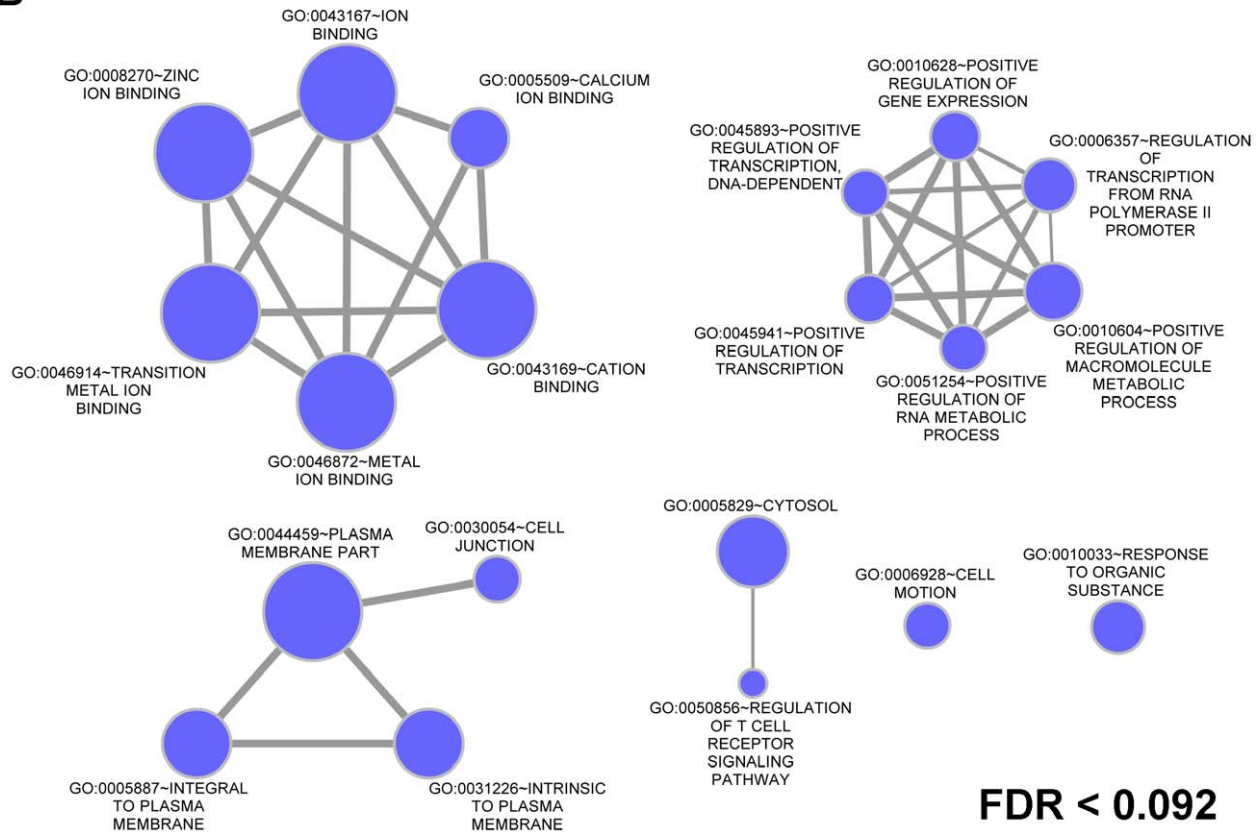 GO:0043167~ION
BINDING
GO:0008270~ZINC
ION BINDING
GO:0005509~CALCIUM
ION BINDING
GO:0046914~TRANSITION
METAL ION
BINDING
GO:0043169~CATION
BINDING
GO:0046872~METAL
ION BINDING
GO:0010628~POSITIVE
REGULATION OF
GENE EXPRESSION
GO:0045893~POSITIVE
REGULATION OF
TRANSCRIPTION,
DNA-DEPENDENT
GO:0006357~REGULATION
OF
TRANSCRIPTION
FROM RNA
POLYMERASE II
PROMOTER
GO:0045941~POSITIVE
REGULATION OF
TRANSCRIPTION
GO:0010604~POSITIVE
REGULATION OF
MACROMOLECULE
METABOLIC
PROCESS
GO:0051254~POSITIVE
REGULATION OF
RNA METABOLIC
PROCESS
GO:0044459~PLASMA
MEMBRANE PART
GO:0030054~CELL
JUNCTION
GO:0005887~INTEGRAL
TO PLASMA
MEMBRANE
GO:0031226~INTRINSIC
TO PLASMA
MEMBRANE
GO:0005829~CYTOSOL
GO:0050856~REGULATION
OF T CELL
RECEPTOR
SIGNALING
PATHWAY
GO:0006928~CELL
MOTION
GO:0010033~RESPONSE
TO ORGANIC
SUBSTANCE
FDR < 0.092